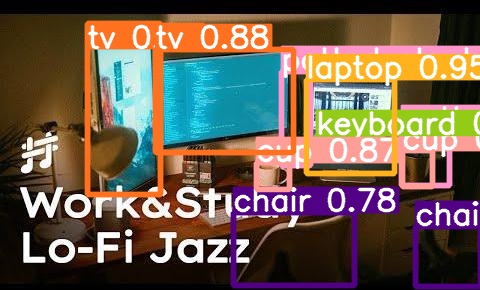 tv 0
tv 0.88
laptop 0.95
keyboard
cup 0.87
cup
chair 0.78
chai
Work&Study
Lo-Fi Jazz